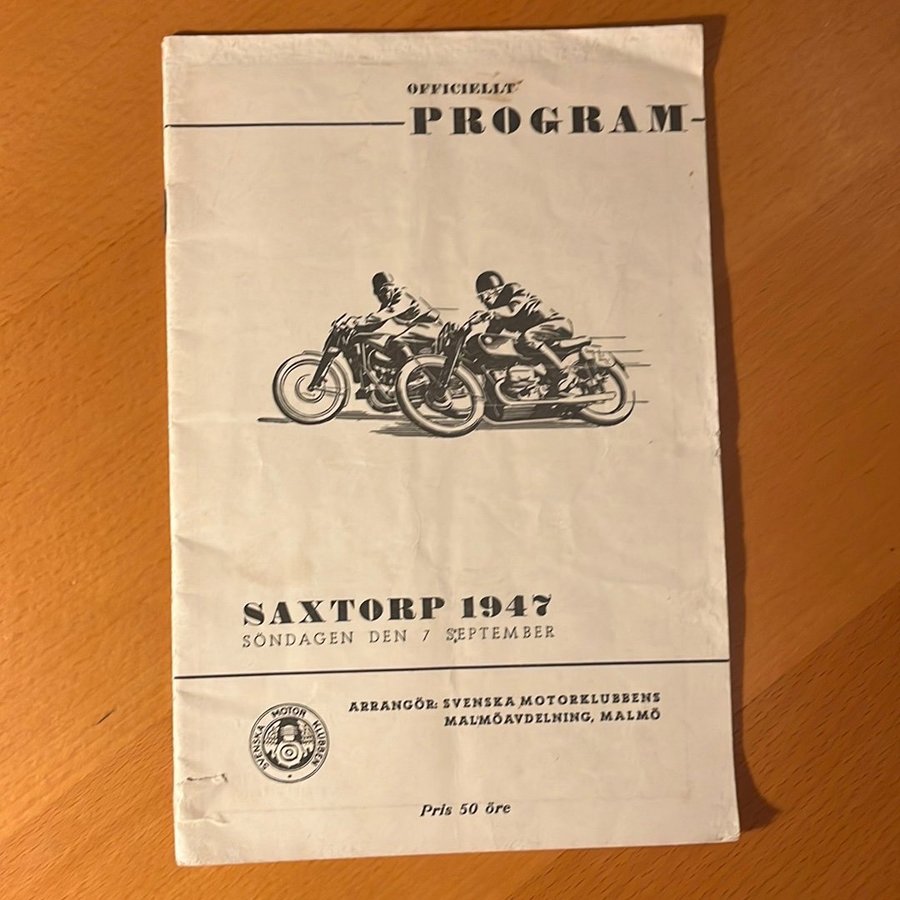 OFFICIELLT
PROGRAM
SAXTORP 1947
SÖNDAGEN DEN 7 SEPTEMBER
ARRANGÖR: SVENSKA MOTORKLUBBENS
MALMÖAVDELNING, MALMÖ
SVENSKA MOTOR KLUBBEN
Pris 50 öre